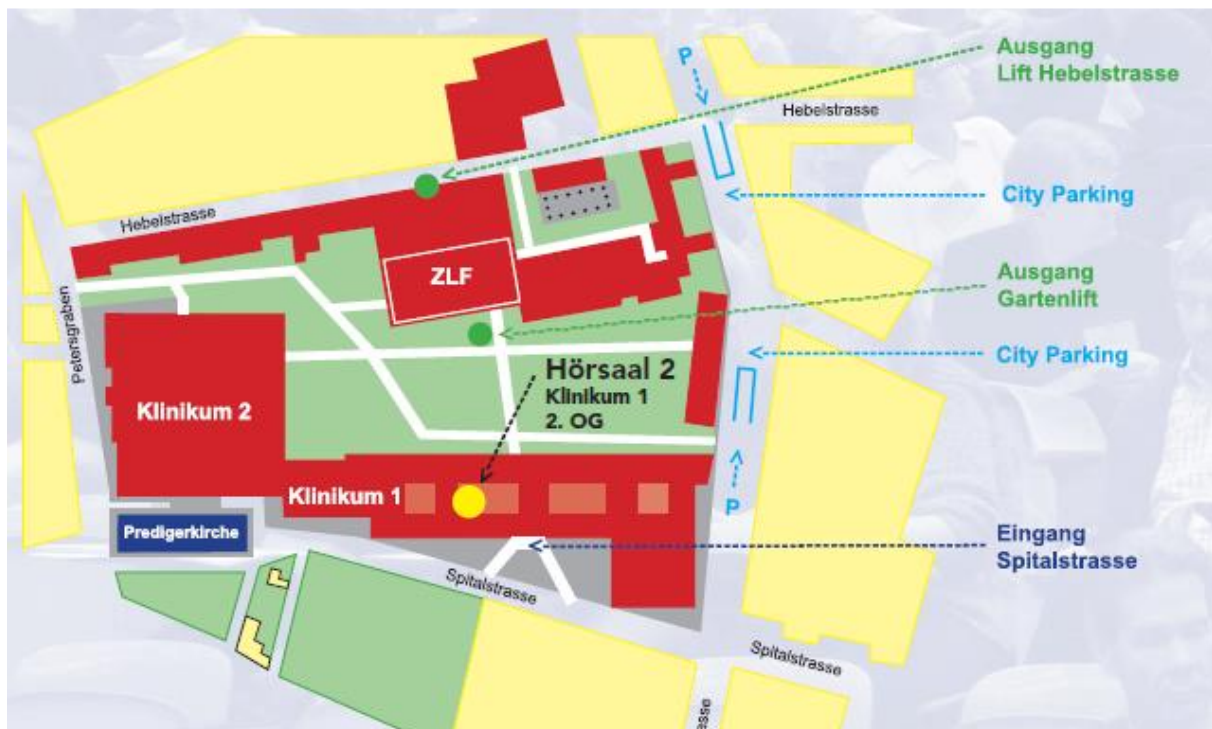 Ausgang
Lift Hebelstrasse
P
Hebelstrasse
City Parking
Hebelstrasse
ZLF
Ausgang
Gartenlift
Petersgraben
City Parking
Hörsaal 2
Klinikum 1
2. OG
Klinikum 2
Klinikum 1
P
Predigerkirche
Eingang
Spitalstrasse
Spitalstrasse
Spitalstrasse